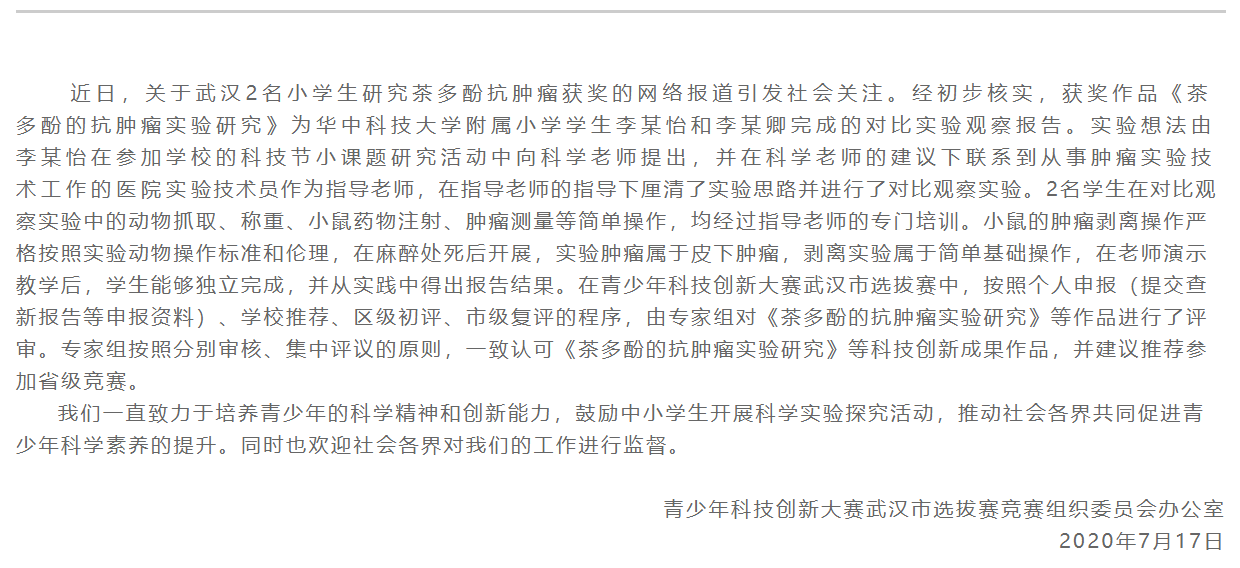 近日，关于武汉2名小学生研究茶多酚抗肿瘤获奖的网络报道引发社会关注。经初步核实，获奖作品《茶
多酚的抗肿瘤实验研究》为华中科技大学附属小学学生李某怡和李某卿完成的对比实验观察报告。实验想法由
李某怡在参加学校的科技节小课题研究活动中向科学老师提出，并在科学老师的建议下联系到从事肿瘤实验技
术工作的医院实验技术员作为指导老师，在指导老师的指导下厘清了实验思路并进行了对比观察实验。2名学生在对比观
察实验中的动物抓取、称重、小鼠药物注射、肿瘤测量等简单操作，均经过指导老师的专门培训。小鼠的肿瘤剥离操作严
格按照实验动物操作标准和伦理，在麻醉处死后开展，实验肿瘤属于皮下肿瘤，剥离实验属于简单基础操作，在老师演示
教学后，学生能够独立完成，并从实践中得出报告结果。在青少年科技创新大赛武汉市选拔赛中，按照个人申报（提交查
新报告等申报资料）、学校推荐、区级初评、市级复评的程序，由专家组对《茶多酚的抗肿瘤实验研究》等作品进行了评
审。专家组按照分别审核、集中评议的原则，一致认可《茶多酚的抗肿瘤实验研究》等科技创新成果作品，并建议推荐参
加省级竞赛。
我们一直致力于培养青少年的科学精神和创新能力，鼓励中小学生开展科学实验探究活动，推动社会各界共同促进青
少年科学素养的提升。同时也欢迎社会各界对我们的工作进行监督。
青少年科技创新大赛武汉市选拔赛竞赛组织委员会办公室
2020年7月17日